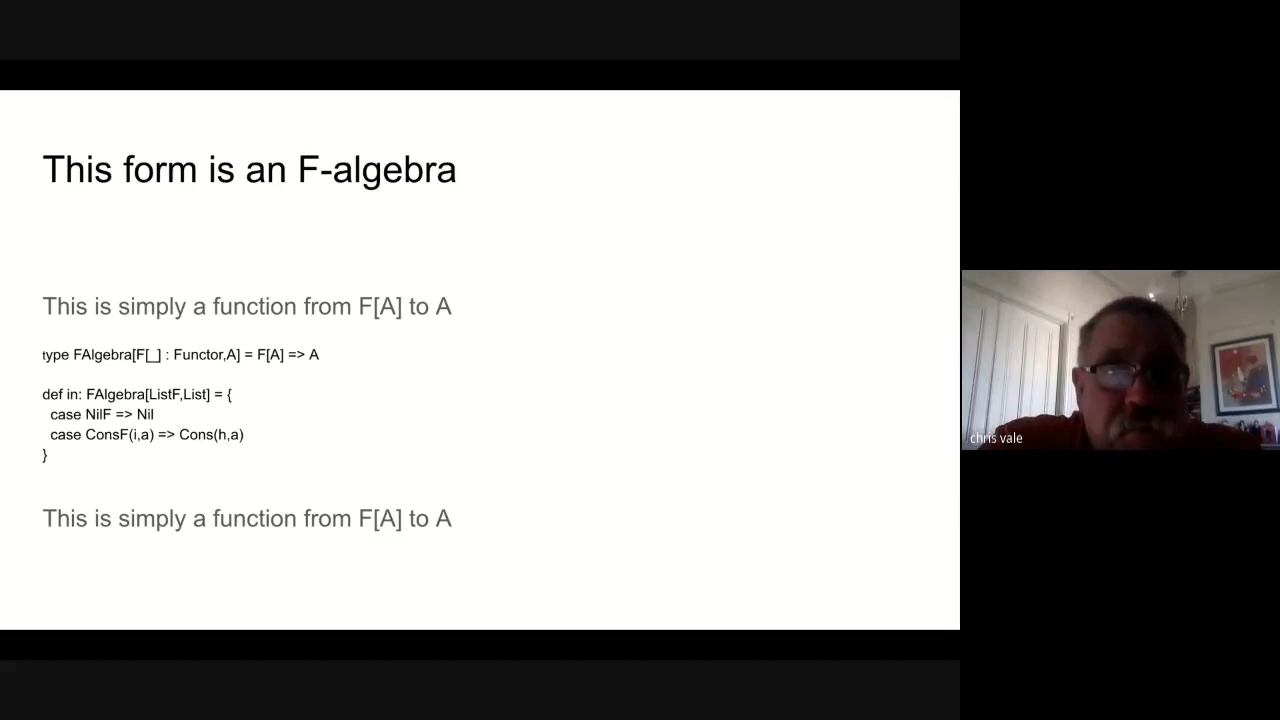 This form is an F-algebra
This is simply a function from F[A] to A
type FAlgebra[F[_] : Functor,A] = F[A] => A
def in: FAlgebra[ListF,List] = {
case NilF => Nil
case ConsF(i,a) => Cons(h,a)
}
This is simply a function from F[A] to A
chris vale